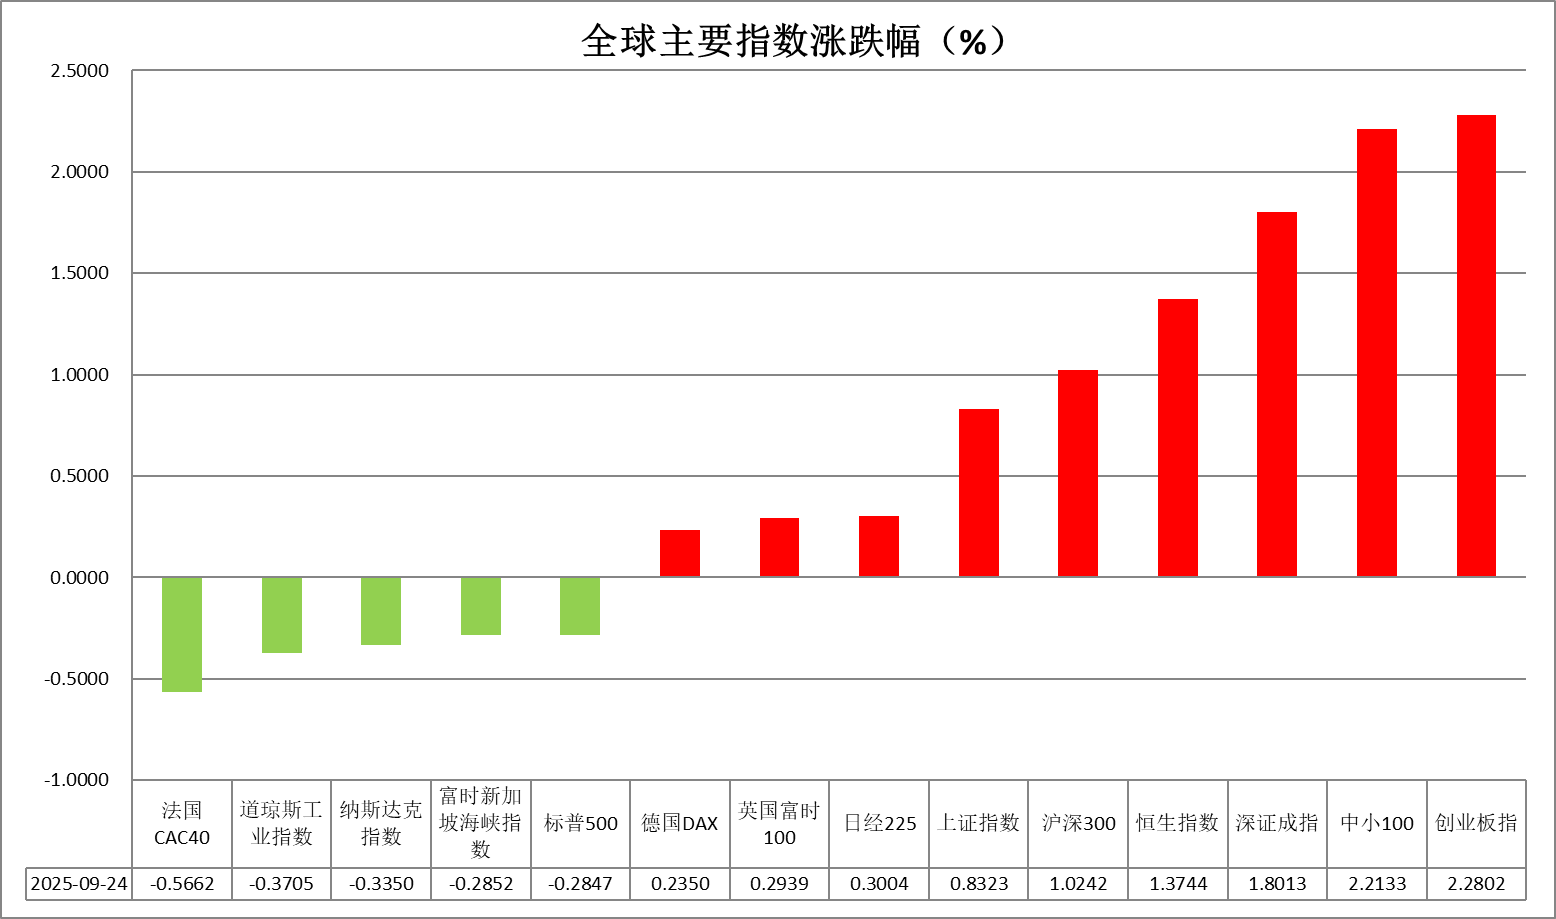 全球主要指数涨跌幅（%）
2.5000
2.0000
1.5000
1.0000
0.5000
0.0000
-0.5000
-1.0000
法国
CAC40
道琼斯工
业指数
纳斯达克
指数
富时新加
坡海峡指
数
标普500
德国DAX
英国富时
100
日经225
上证指数
沪深300
恒生指数
深证成指
中小100
创业板指
2025-09-24 -0.5662 -0.3705 -0.3350 -0.2852 -0.2847 0.2350 0.2939 0.3004 0.8323 1.0242 1.3744 1.8013 2.2133 2.2802